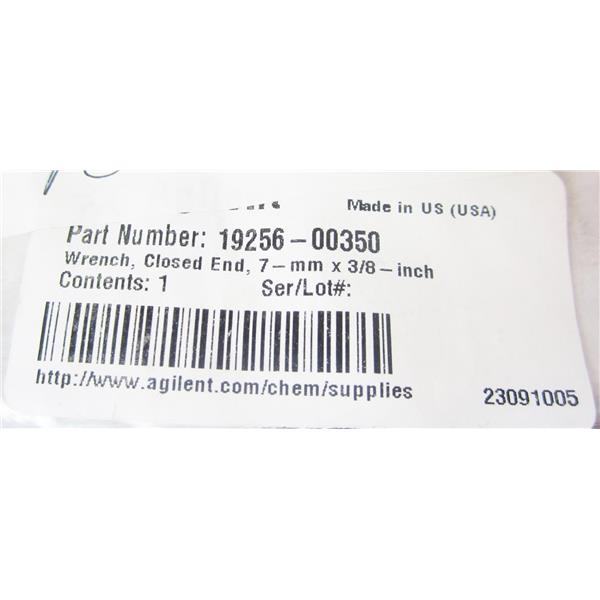 Made in US (USA)
Part Number: 19256-00350
Wrench, Closed End, 7-mm x 3/8-inch
Contents: 1 Ser/Lot#:
http://www.agilent.com/chem/supplies
23091005